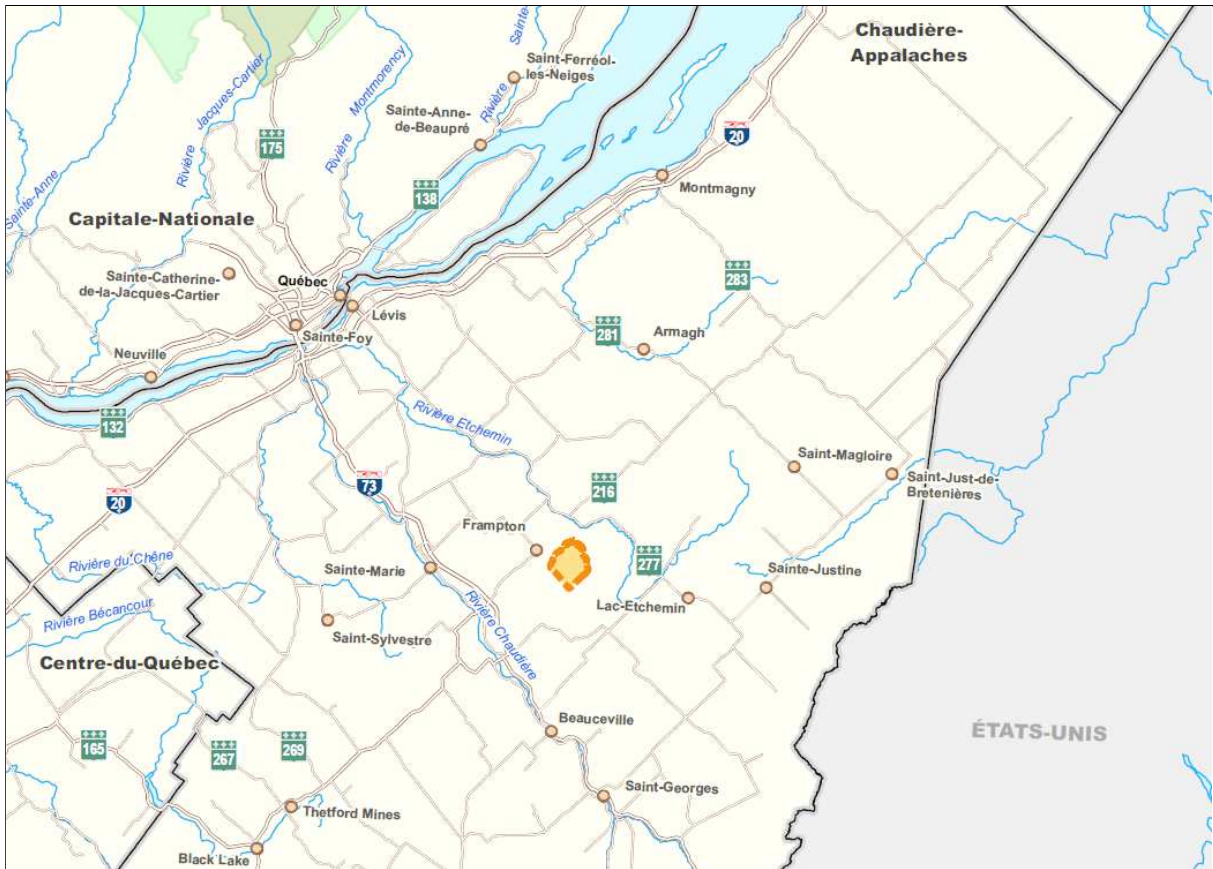 Chaudière-
Appalaches
Sainte-
Saint-Ferréol
-les-Neiges
Rivière
Jacques-Cartier
Rivière
Montmorency
Rivière
Sainte-Anne-
de-Beaupré
20
175
138
Montmagny
Sainte-Anne
Capitale-Nationale
Sainte-Catherine-
de-la-Jacques-Cartier
Québec
Lévis
283
Sainte-Foy
281
Armagh
Neuville
132
Rivière Etchemin
Saint-Magloire
Saint-Just-de-
Bretenières
73
20
216
Frampton
Rivière du Chêne
Sainte-Marie
277
Sainte-Justine
Rivière Bécancour
Lac-Etchemin
Saint-Sylvestre
Rivière Chaudière
Centre-du-Québec
Beauceville
ÉTATS-UNIS
165
267
269
Saint-Georges
Thetford Mines
Black Lake